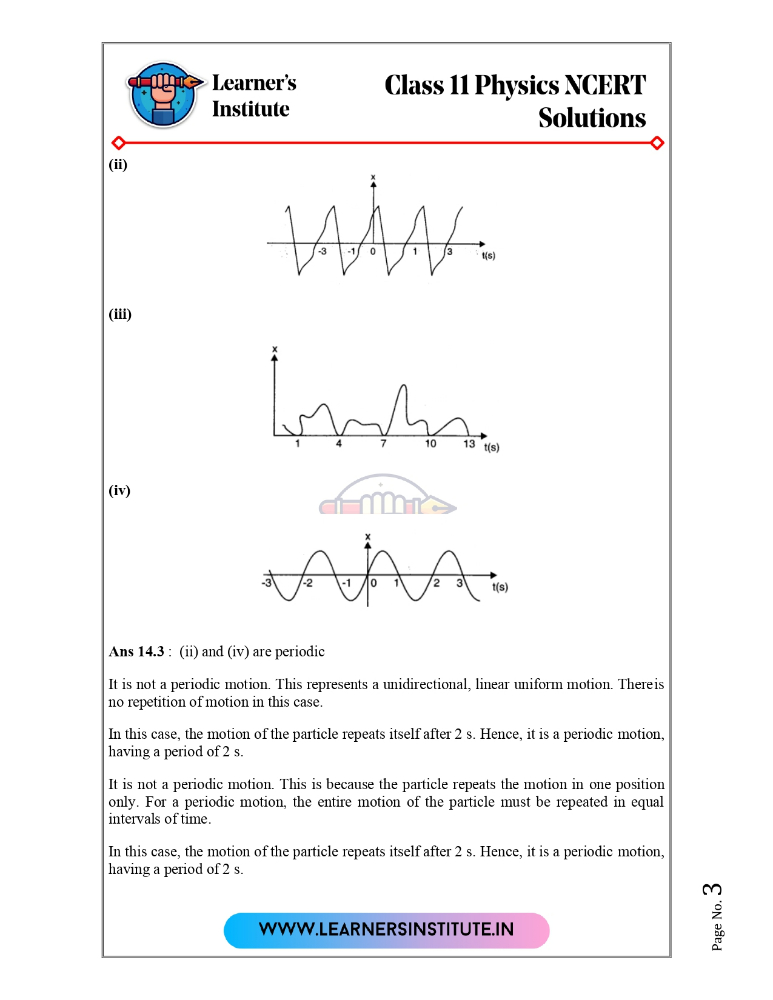 Learner's
Institute
Class 11 Physics NCERT
Solutions
(ii)
x
-3 -1 0 1 3 t(s)
(iii)
x
1 4 7 10 13 t(s)
(iv)
x
-3 -2 -1 0 1 2 3 t(s)
Ans 14.3 : (ii) and (iv) are periodic
It is not a periodic motion. This represents a unidirectional, linear uniform motion. There is
no repetition of motion in this case.
In this case, the motion of the particle repeats itself after 2 s. Hence, it is a periodic motion,
having a period of 2 s.
It is not a periodic motion. This is because the particle repeats the motion in one position
only. For a periodic motion, the entire motion of the particle must be repeated in equal
intervals of time.
In this case, the motion of the particle repeats itself after 2 s. Hence, it is a periodic motion,
having a period of 2 s.
Page No. 3
WWW.LEARNERSINSTITUTE.IN